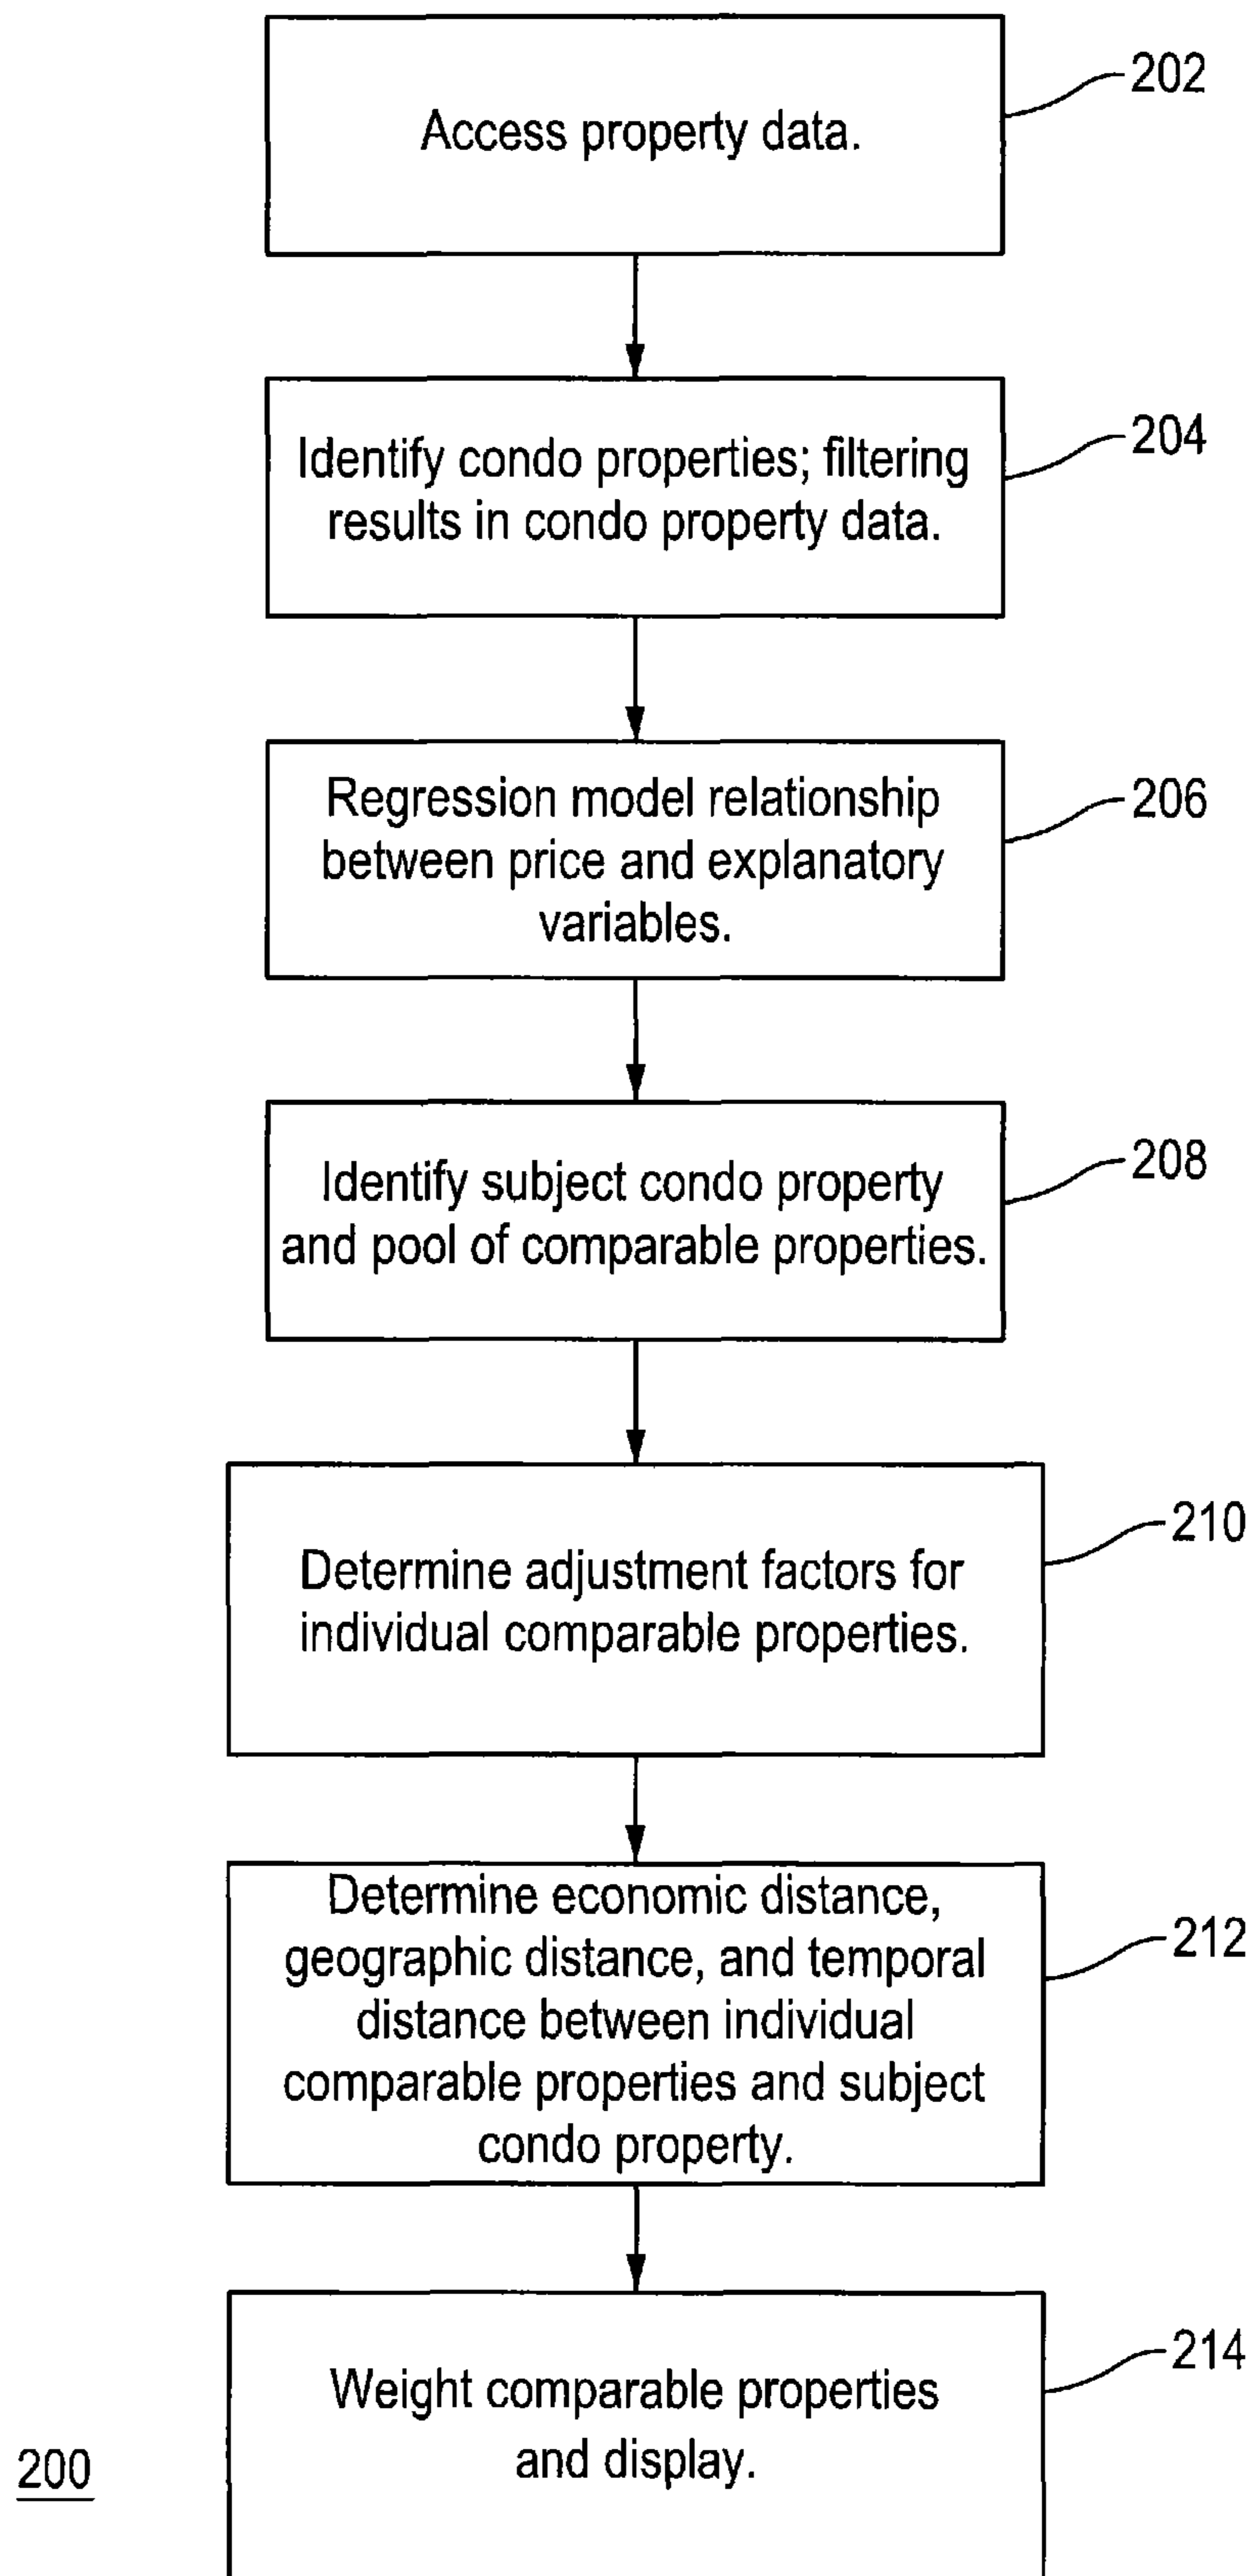 Access property data.
202
Identify condo properties; filtering
results in condo property data.
204
Regression model relationship
between price and explanatory
variables.
206
Identify subject condo property
and pool of comparable properties.
208
Determine adjustment factors for
individual comparable properties.
210
Determine economic distance,
geographic distance, and temporal
distance between individual
comparable properties and subject
condo property.
212
Weight comparable properties
and display.
214
200